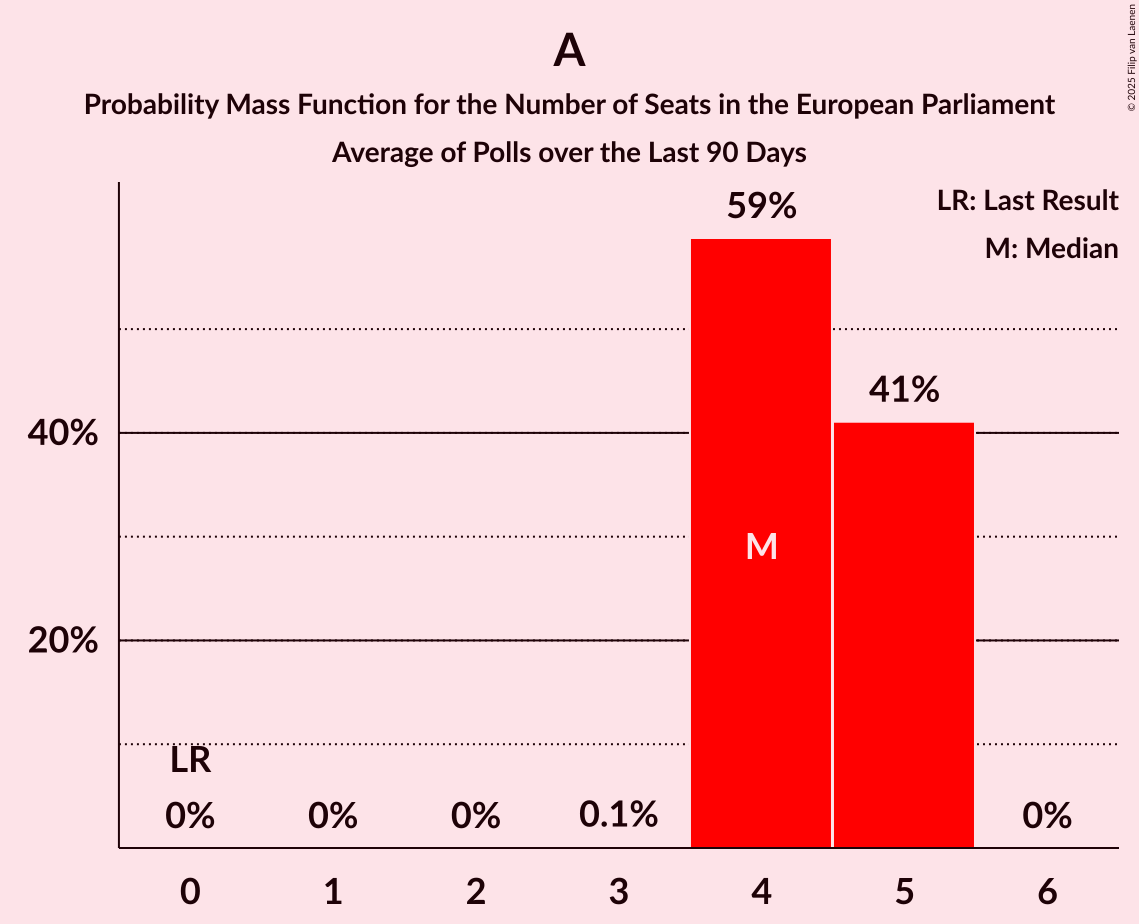 A
Probability Mass Function for the Number of Seats in the European Parliament
Average of Polls over the Last 90 Days
© 2025 Filip van Laenen
LR: Last Result
M: Median
59%
41%
40%
M
20%
LR
0%
0%
0%
0.1%
0%
0
1
2
3
4
5
6